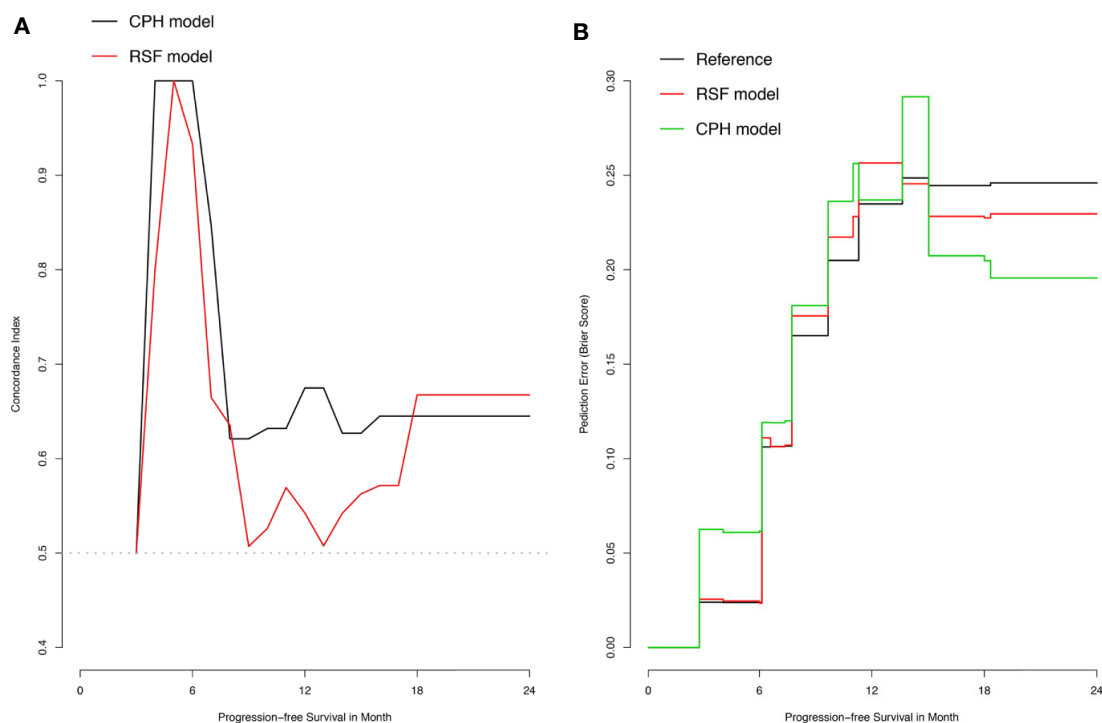 A
CPH model
RSF model
1.0
0.9
0.8
0.7
0.6
0.5
0.4
Concordance Index
0 6 12 18 24
Progression-free Survival in Month
B
Reference
RSF model
CPH model
0.30
0.25
0.20
0.15
0.10
0.05
0.00
Pediction Error (Brier Score)
0 6 12 18 24
Progression-free Survival in Month